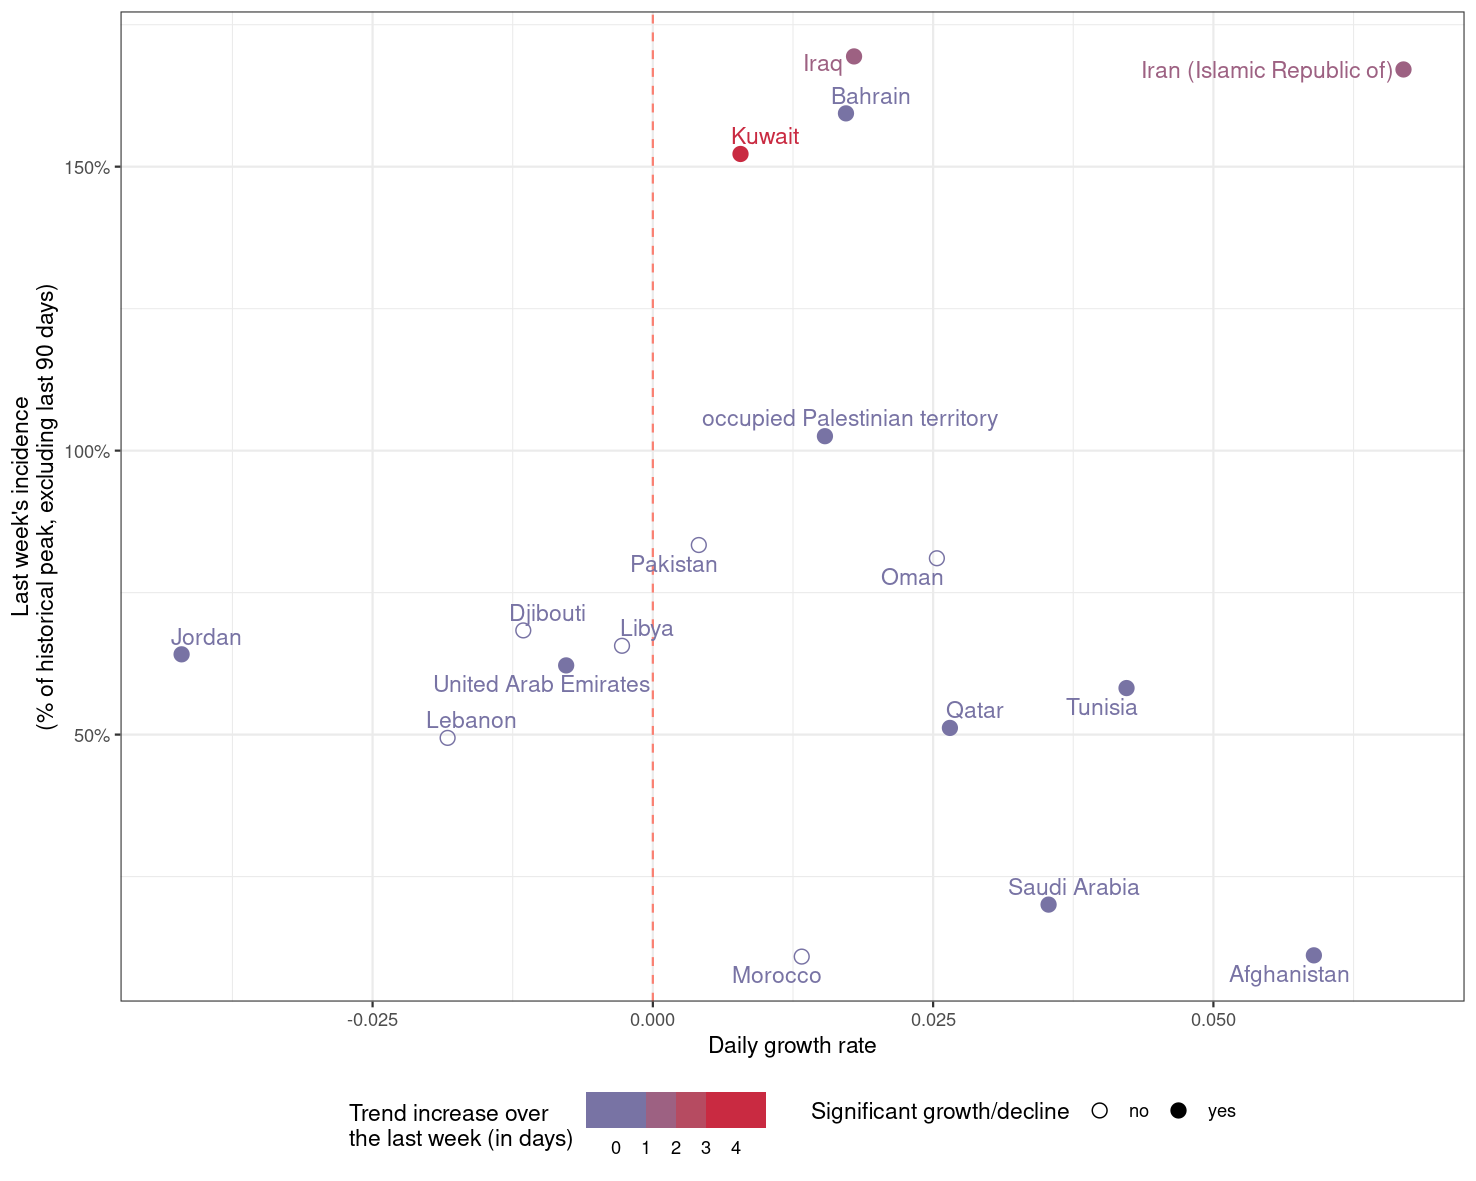 Iraq
Iran (Islamic Republic of)
Bahrain
Kuwait
150%
occupied Palestinian territory
100%
Last week's incidence
(% of historical peak, excluding last 90 days)
Pakistan
Oman
Djibouti
Libya
Jordan
United Arab Emirates
Tunisia
Qatar
Lebanon
50%
Saudi Arabia
Morocco
Afghanistan
-0.025 0.000 0.025 0.050
Daily growth rate
Trend increase over
the last week (in days)
0 1 2 3 4
Significant growth/decline no yes